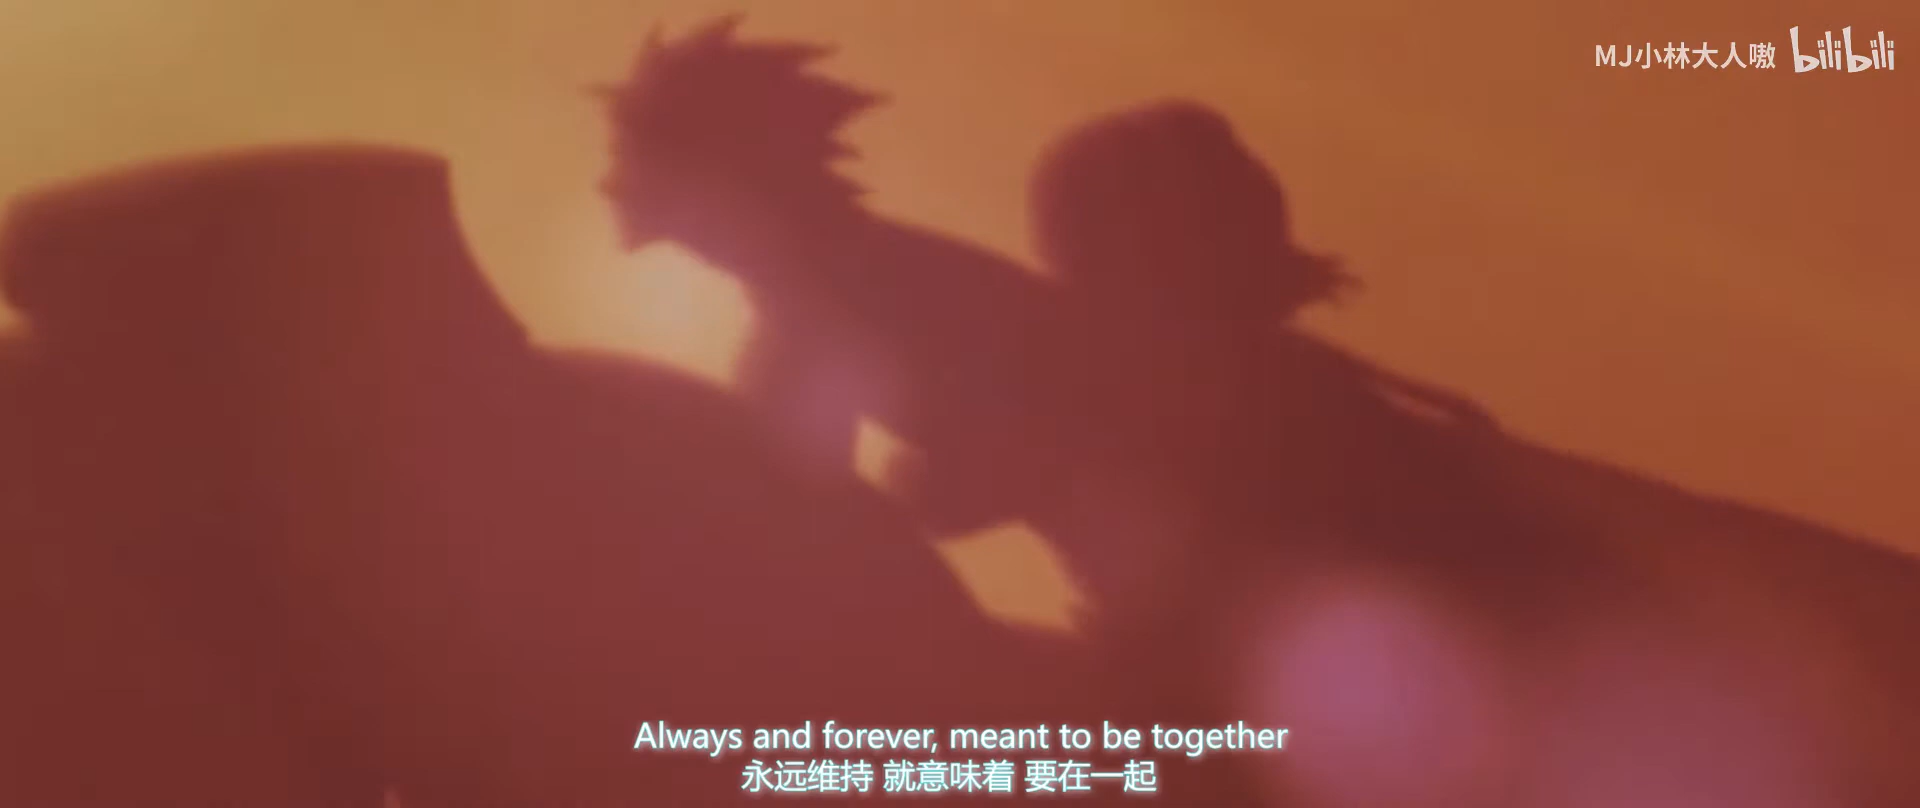 MJ小林大人嗷 bilibili
Always and forever, meant to be together
永远维持 就意味着 要在一起